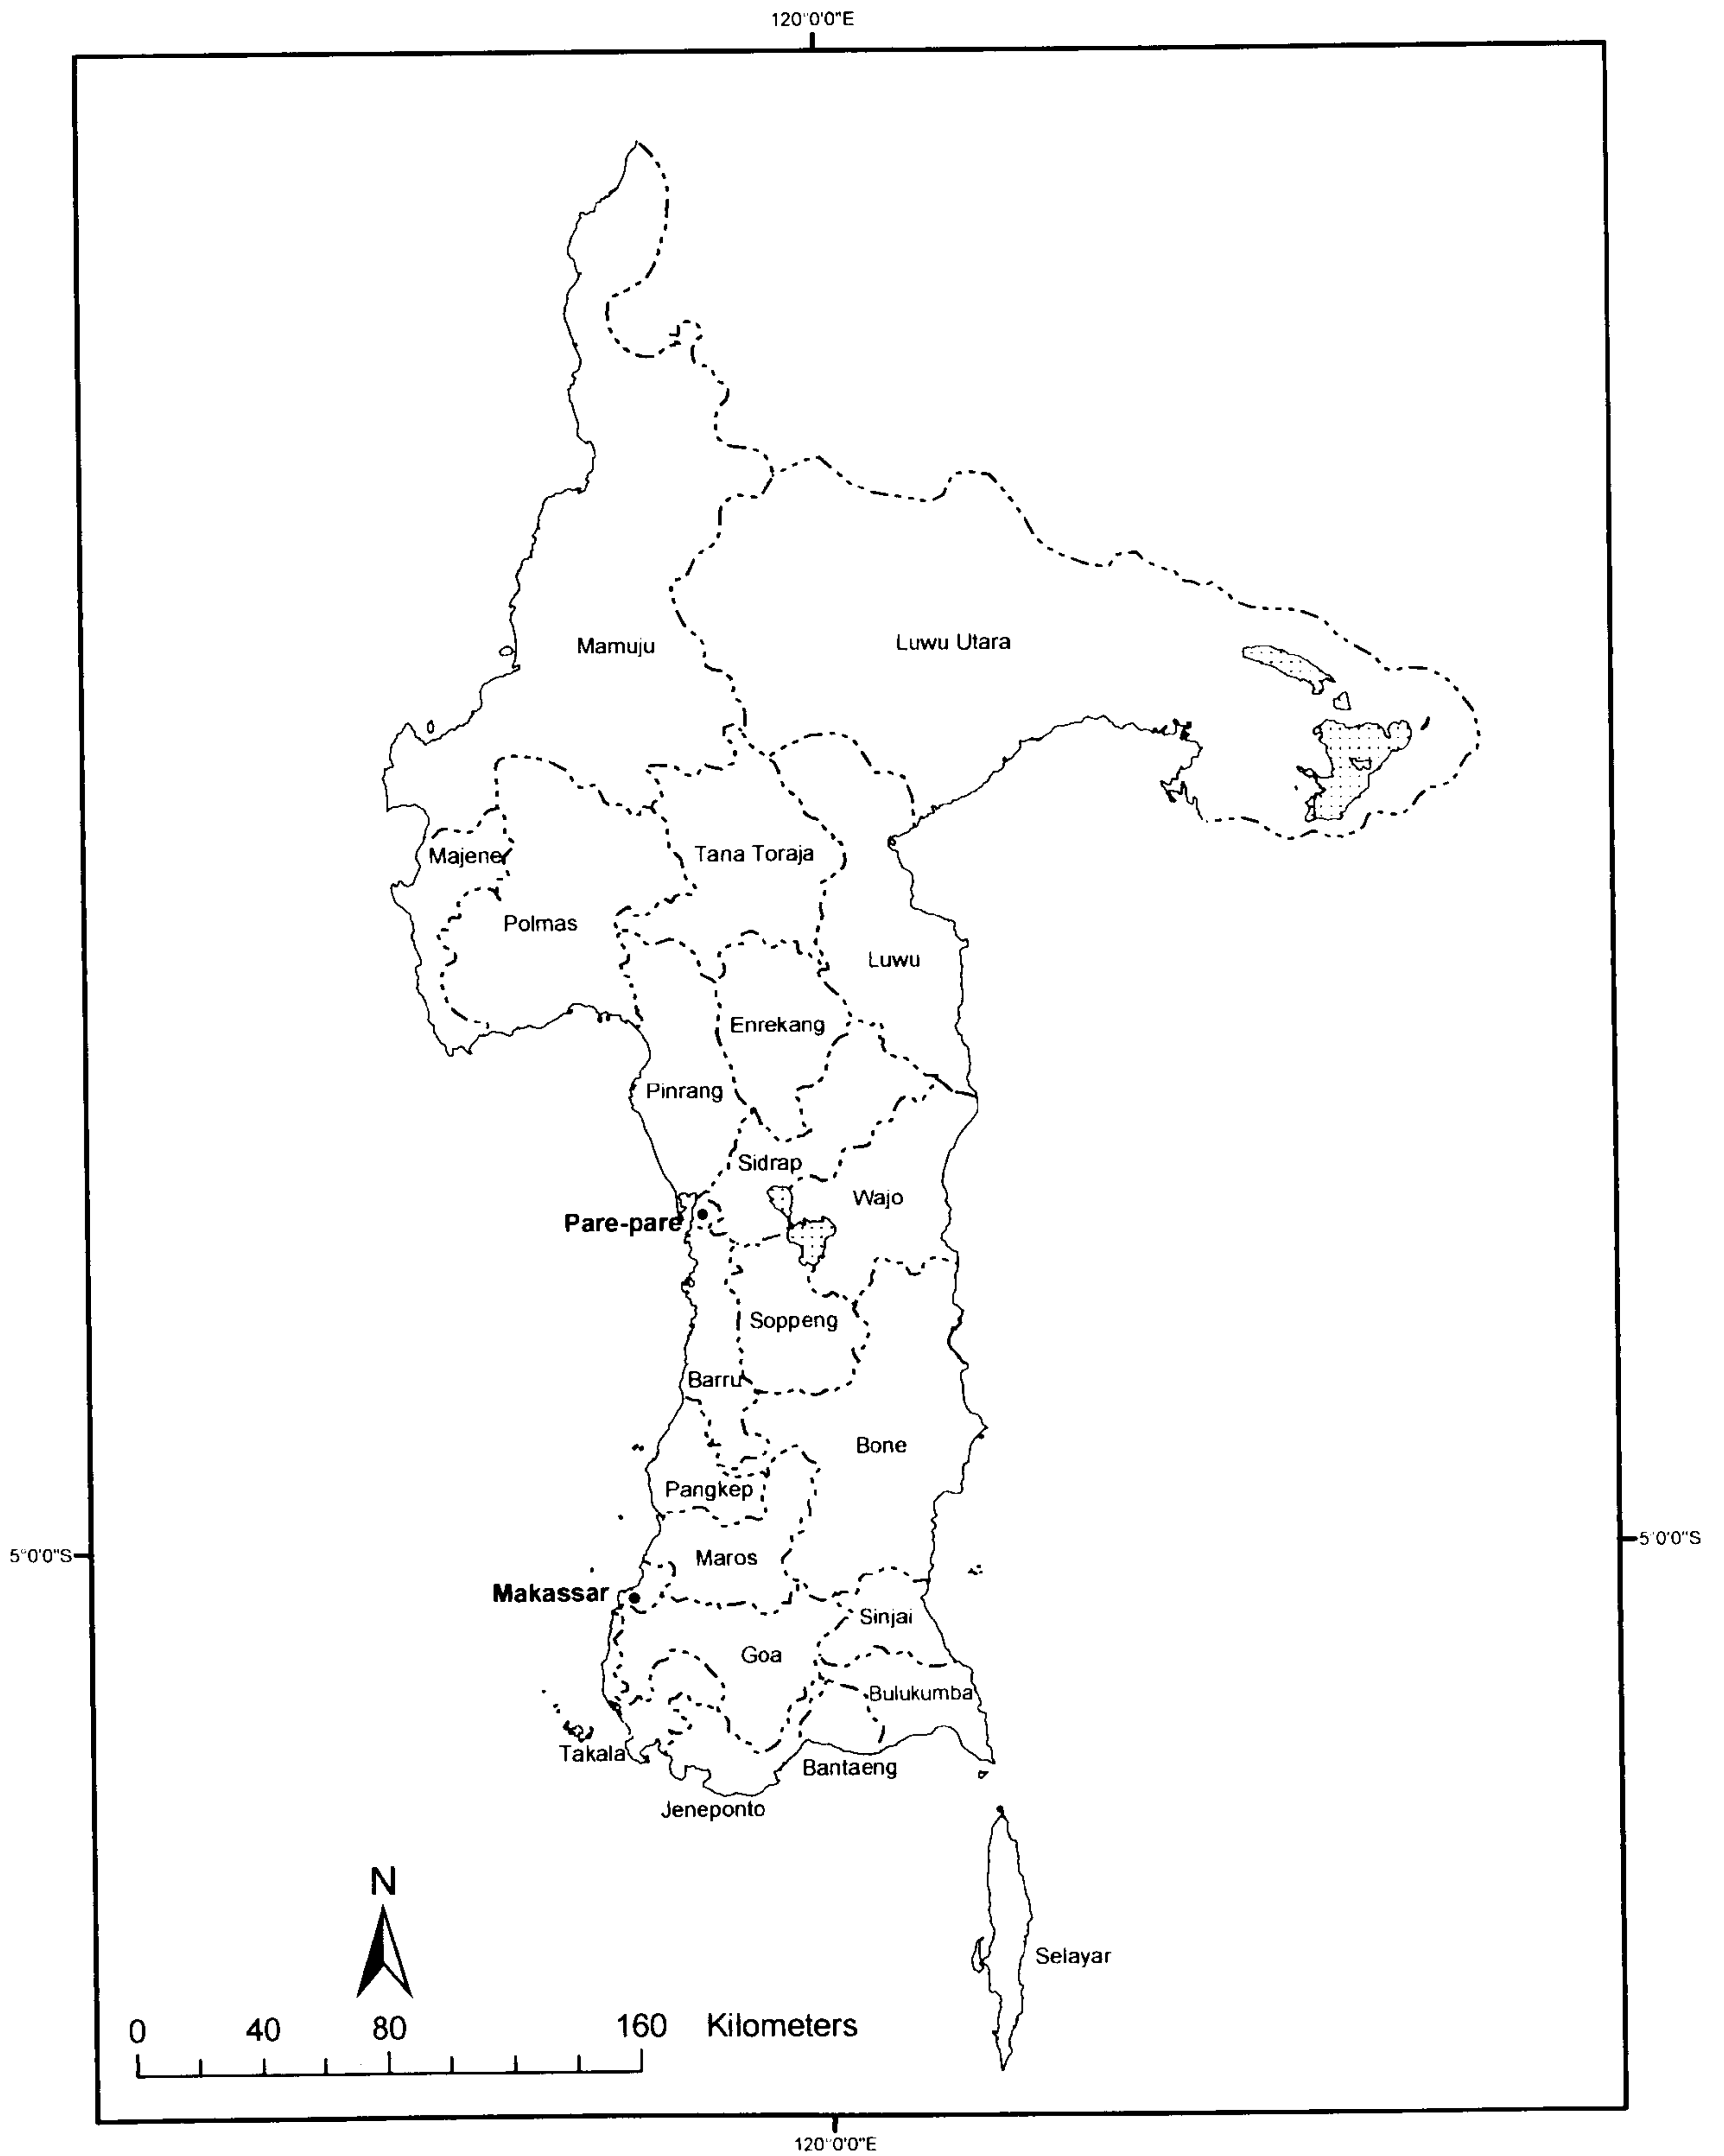 120°0'0"E
Mamuju
Luwu Utara
Majene
Tana Toraja
Polmas
Luwu
Enrekang
Pinrang
Sidrap
Wajo
Pare-pare
Soppeng
Barru
Bone
Pangkep
5°0'0"S
5°0'0"S
Maros
Makassar
Sinjai
Goa
Bulukumba
Takala
Bantaeng
Jeneponto
N
Selayar
0 40 80 160 Kilometers
120°0'0"E